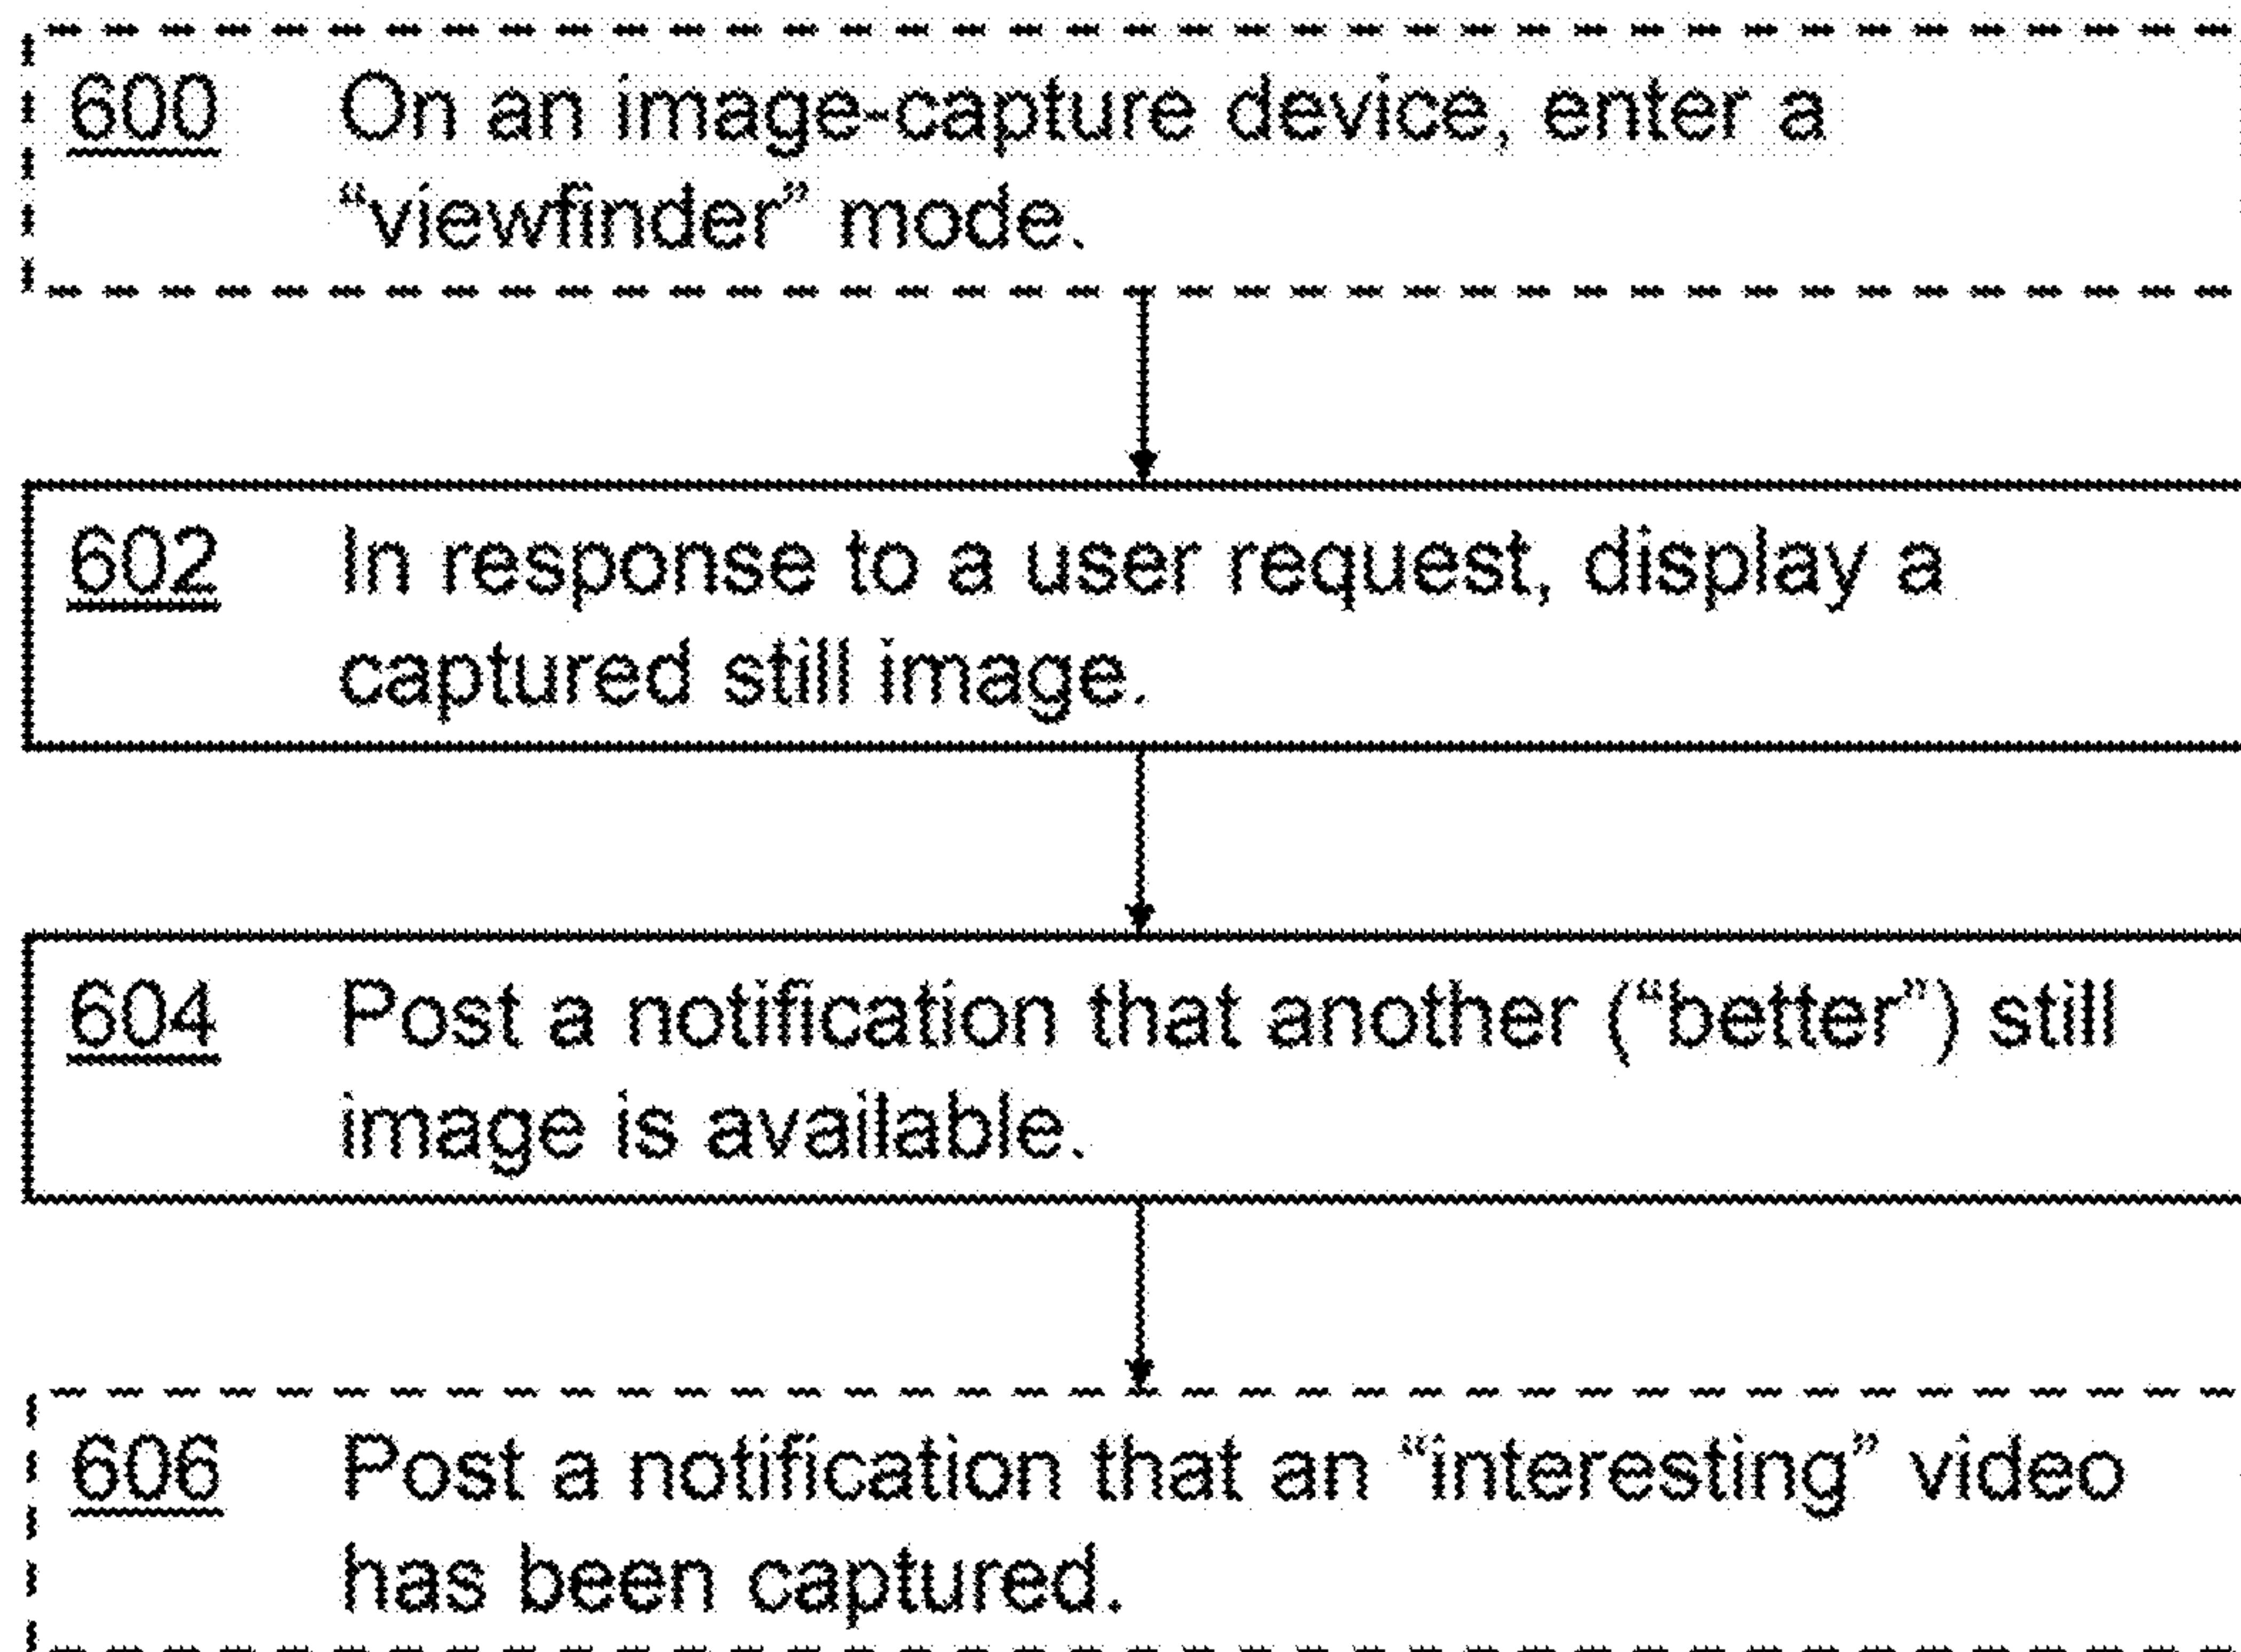 600 On an image-capture device, enter a
“viewfinder” mode.
602 In response to a user request, display a
captured still image.
604 Post a notification that another (“better”) still
image is available.
606 Post a notification that an “interesting” video
has been captured.